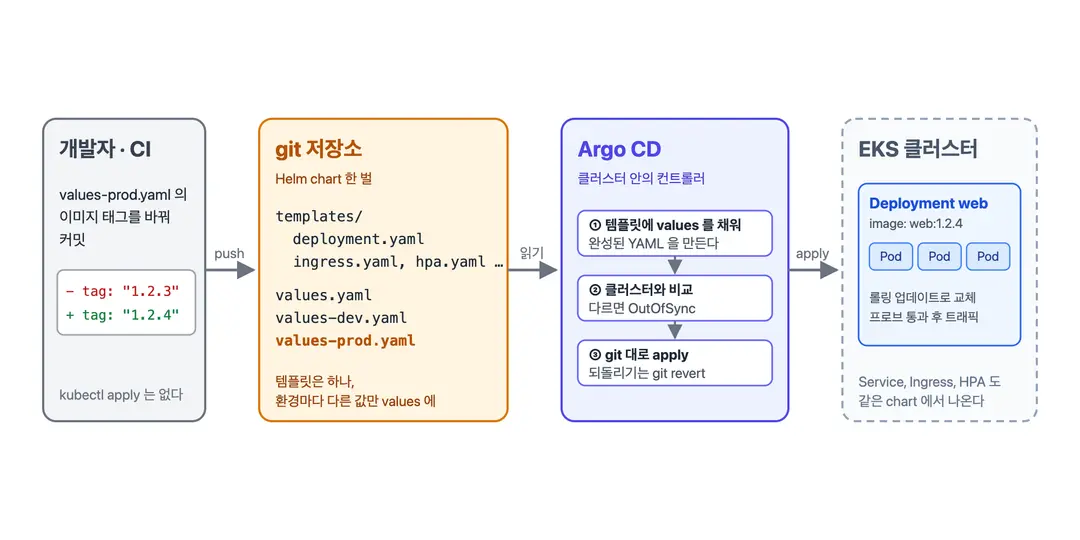 개발자 · CI
values-prod.yaml 의
이미지 태그를 바꿔
커밋
- tag: "1.2.3"
+ tag: "1.2.4"
kubectl apply 는 없다
push
git 저장소
Helm chart 한 벌
templates/
deployment.yaml
ingress.yaml, hpa.yaml …
values.yaml
values-dev.yaml
values-prod.yaml
템플릿은 하나,
환경마다 다른 값만 values 에
읽기
Argo CD
클러스터 안의 컨트롤러
① 템플릿에 values 를 채워
완성된 YAML 을 만든다
② 클러스터와 비교
다르면 OutOfSync
③ git 대로 apply
되돌리기는 git revert
apply
EKS 클러스터
Deployment web
image: web:1.2.4
Pod Pod Pod
롤링 업데이트로 교체
프로브 통과 후 트래픽
Service, Ingress, HPA 도
같은 chart 에서 나온다